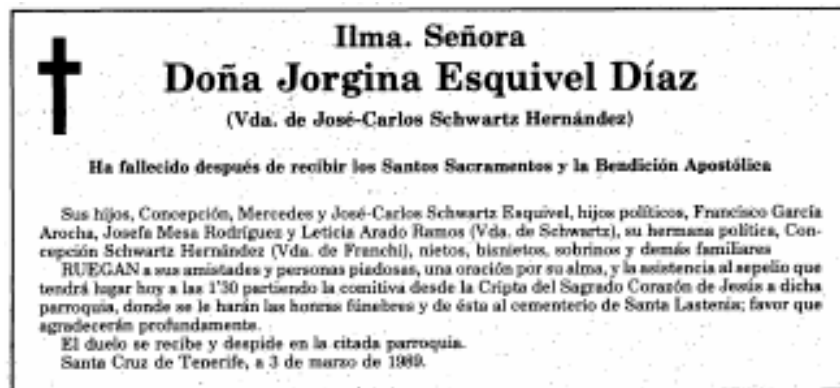 Ilma. Señora
Doña Jorgina Esquivel Díaz
(Vda. de José-Carlos Schwartz Hernández)
Ha fallecido después de recibir los Santos Sacramentos y la Bendición Apostólica
Sus hijos, Concepción, Mercedes y José-Carlos Schwartz Esquivel, hijos políticos, Francisco García
Arocha, Josefa Mesa Rodríguez y Leticia Arado Ramos (Vda. de Schwartz), su hermana política, Con-
cepción Schwartz Hernández (Vda. de Franchi), nietos, bisnietos, sobrinos y demás familiares
RUEGAN a sus amistades y personas piadosas, una oración por su alma, y la asistencia al sepelio que
tendrá lugar hoy a las 1'30 partiendo la comitiva desde la Cripta del Sagrado Corazón de Jesús a dicha
parroquia, donde se le harán las honras fúnebres y de ésta al cementerio de Santa Lastenia; favor que
agradecerán profundamente.
El duelo se recibe y despide en la citada parroquia.
Santa Cruz de Tenerife, a 3 de marzo de 1989.